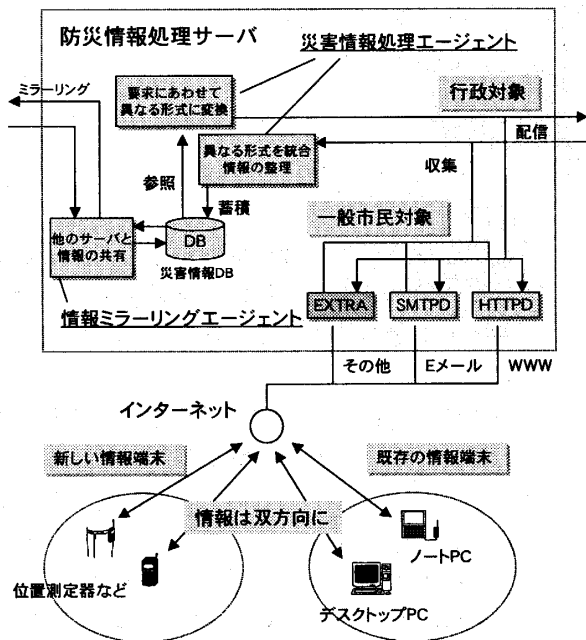 防災情報処理サーバ
災害情報処理エージェント
ミラーリング
要求にあわせて
異なる形式に変換
行政対象
配信
異なる形式を統合
情報の整理
収集
参照
蓄積
一般市民対象
他のサーバと
情報の共有
DB
災害情報DB
情報ミラーリングエージェント
EXTRA
SMTPD
HTTPD
その他
Eメール
WWW
インターネット
新しい情報端末
既存の情報端末
情報は双方向に
位置測定器など
ノートPC
デスクトップPC